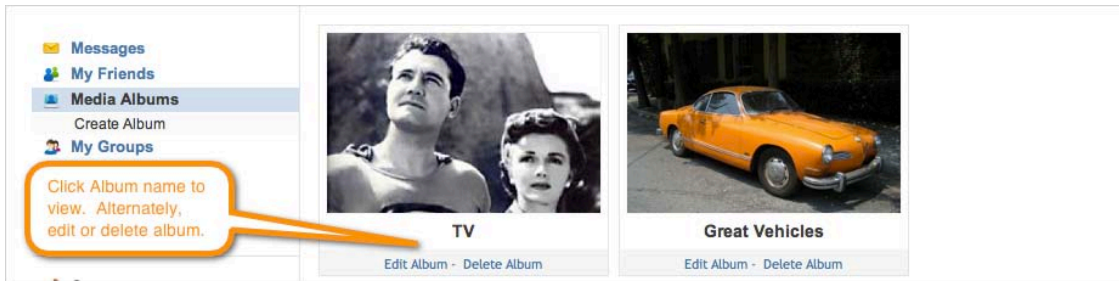 Messages
My Friends
Media Albums
Create Album
My Groups
Click Album name to
view. Alternately,
edit or delete album.
TV
Edit Album - Delete Album
Great Vehicles
Edit Album - Delete Album